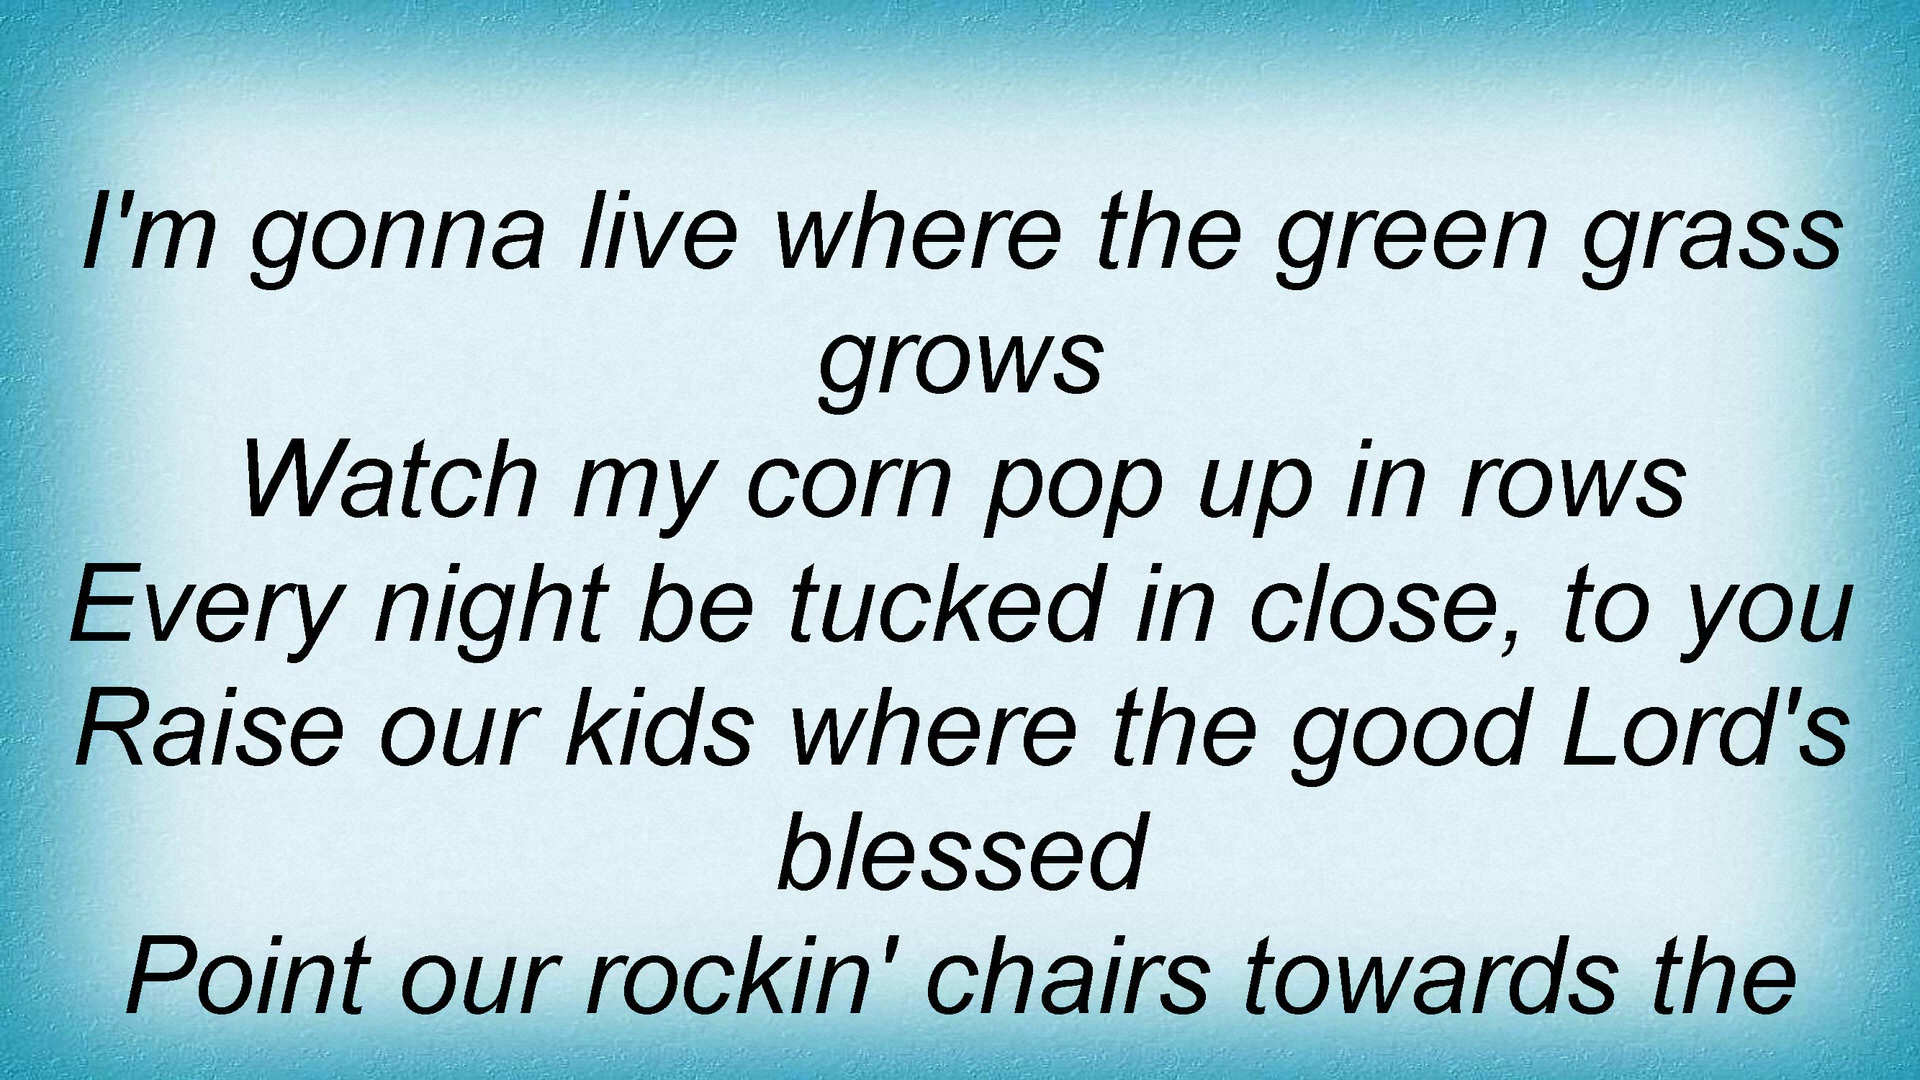 I'm gonna live where the green grass
grows
Watch my corn pop up in rows
Every night be tucked in close, to you
Raise our kids where the good Lord's
blessed
Point our rockin' chairs towards the